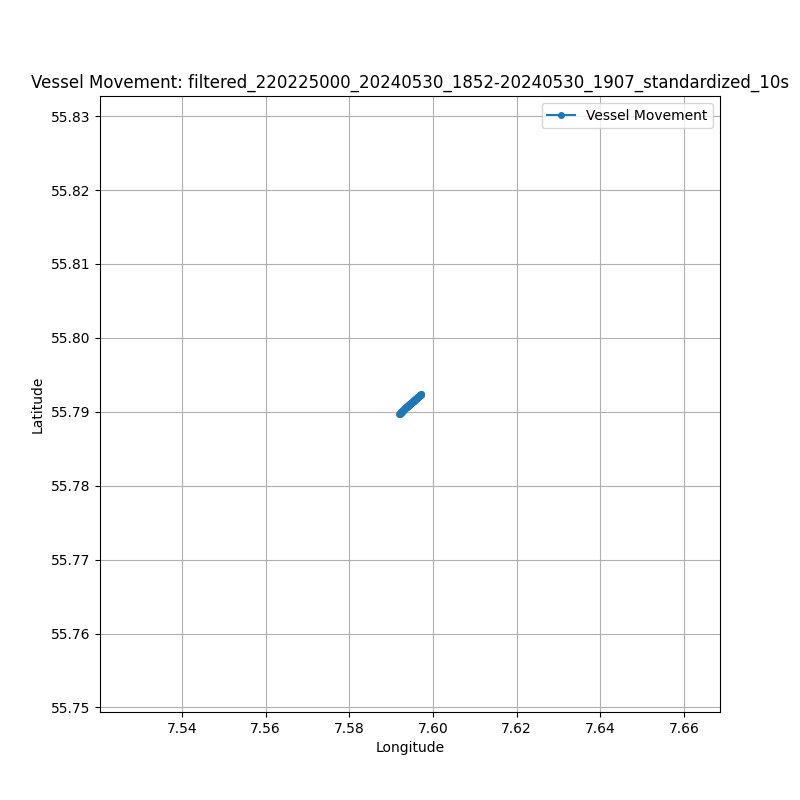 Vessel Movement: filtered_220225000_20240530_1852-20240530_1907_standardized_10s
Vessel Movement
55.83
55.82
55.81
55.80
55.79
55.78
55.77
55.76
55.75
Latitude
7.54 7.56 7.58 7.60 7.62 7.64 7.66
Longitude